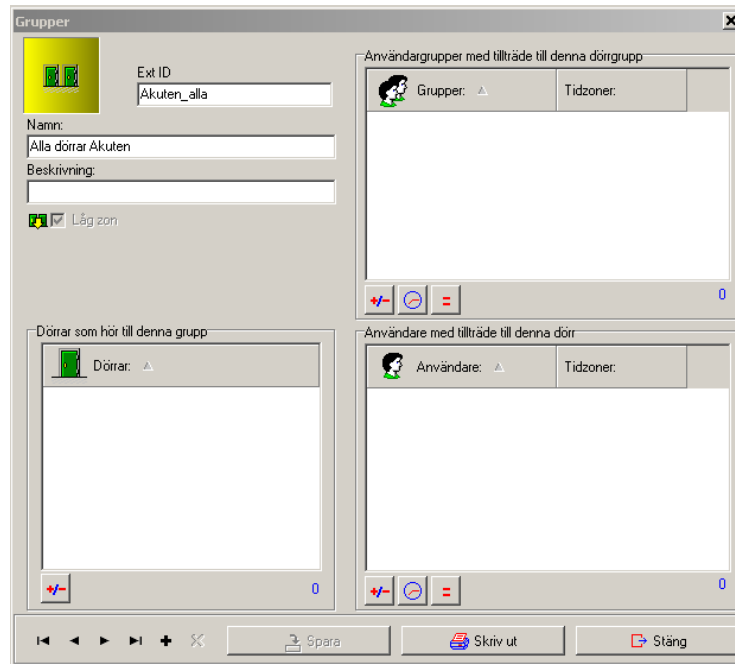 Grupper
Ext ID
Akuten_alla
Namn:
Alla dörrar Akuten
Beskrivning:
Låg zon
Användargrupper med tillträde till denna dörrgrupp
Grupper:
Tidzoner:
+/-
=
0
Dörrar som hör till denna grupp
Dörrar:
+/-
0
Användare med tillträde till denna dörr
Användare:
Tidzoner:
+/-
=
0
Spara
Skriv ut
Stäng